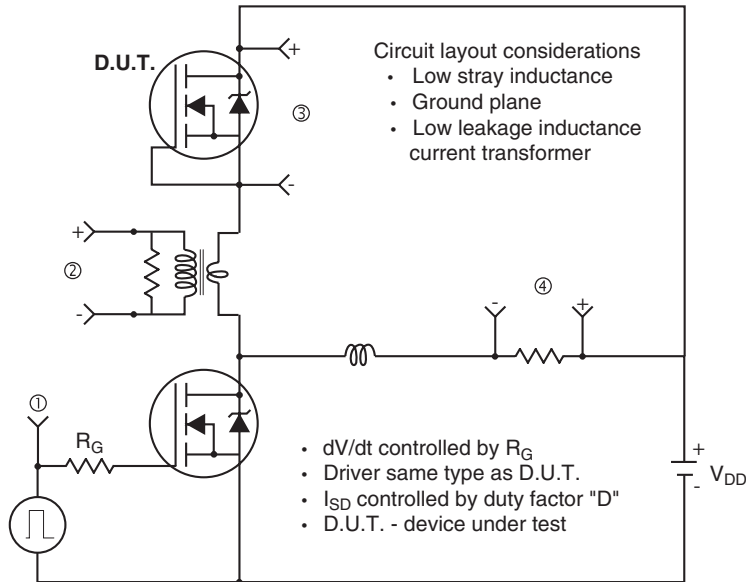 D.U.T.
+
③
-
Circuit layout considerations
• Low stray inductance
• Ground plane
• Low leakage inductance
current transformer
+
②
-
-
④
+
①
R_G
• dV/dt controlled by R_G
• Driver same type as D.U.T.
• I_SD controlled by duty factor "D"
• D.U.T. - device under test
+
V_DD
-